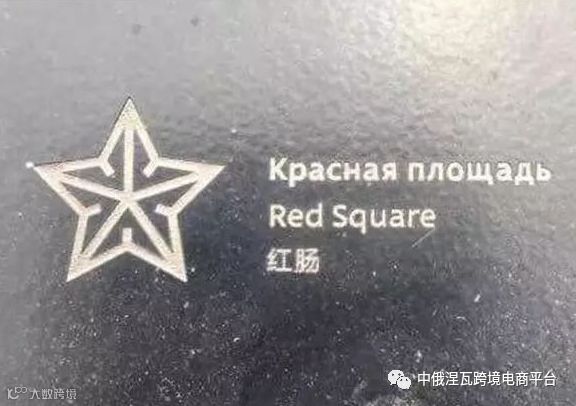 Красная площадь
Red Square
红肠
中俄涅瓦跨境电商平台
大数跨境